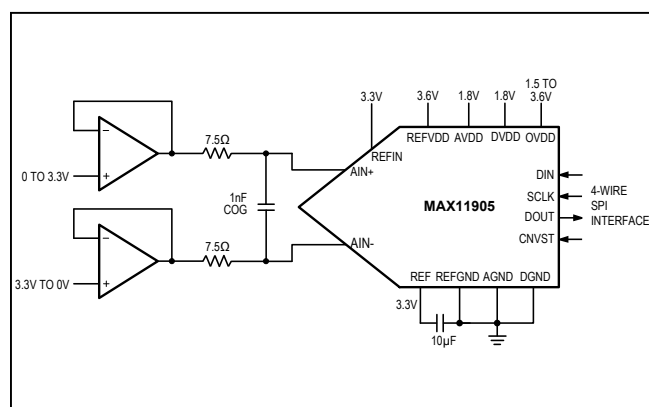 3.3V
3.6V
1.8V
1.8V
1.5 TO
3.6V
REFIN
REFVDD
AVDD
DVDD
OVDD
7.5Ω
−
+
0 TO 3.3V
AIN+
1nF
COG
MAX11905
DIN
SCLK
DOUT
CNVST
4-WIRE
SPI
INTERFACE
7.5Ω
−
+
3.3V TO 0V
AIN-
REF
REFGND
AGND
DGND
3.3V
10µF